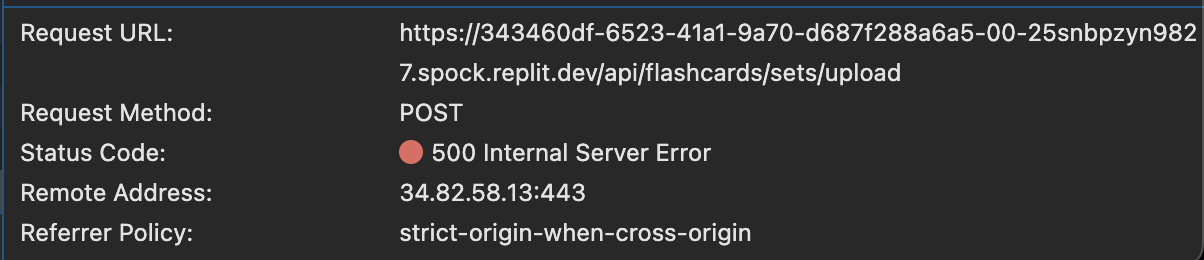 Request URL: https://343460df-6523-41a1-9a70-d687f288a6a5-00-25snbpzyn982
7.spock.replit.dev/api/flashcards/sets/upload
Request Method: POST
Status Code: 500 Internal Server Error
Remote Address: 34.82.58.13:443
Referrer Policy: strict-origin-when-cross-origin